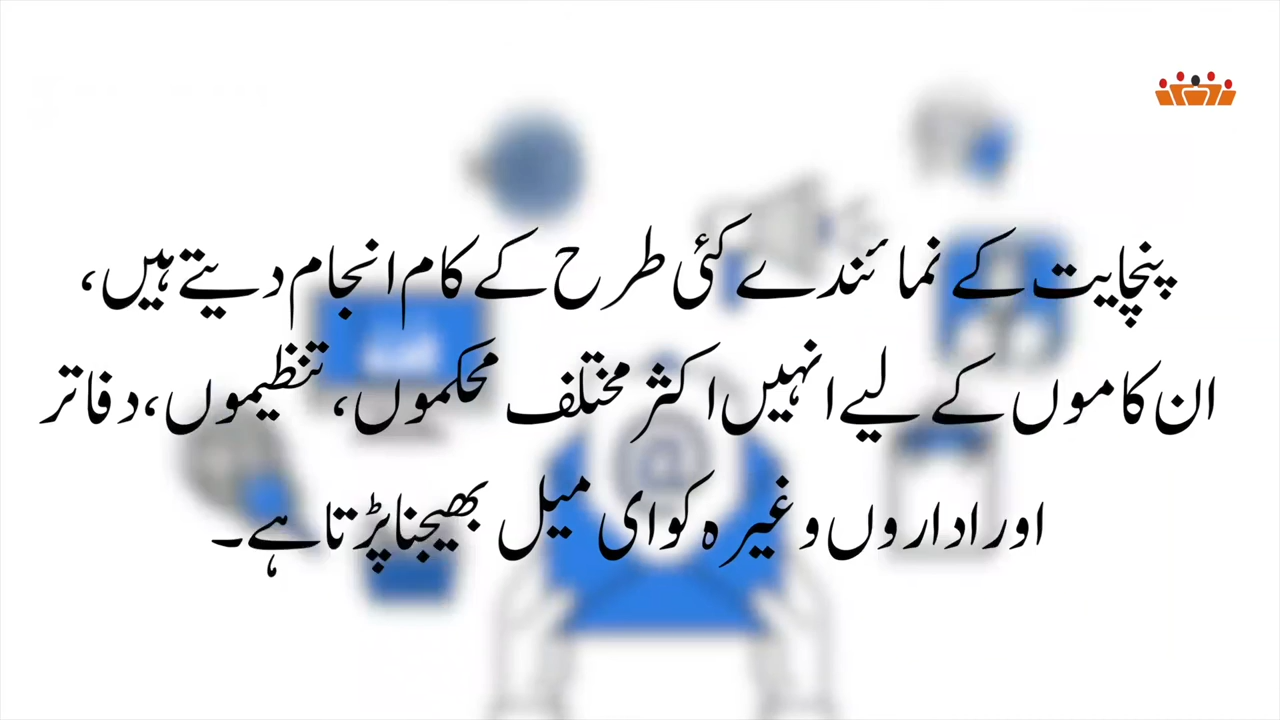 پنچایت کے نمائندے کئی طرح کے کام انجام دیتے ہیں،
ان کاموں کے لیے انہیں اکثر مختلف محکموں، تنظیموں، دفاتر
اور اداروں وغیرہ کو ای میل بھیجنا پڑتا ہے۔